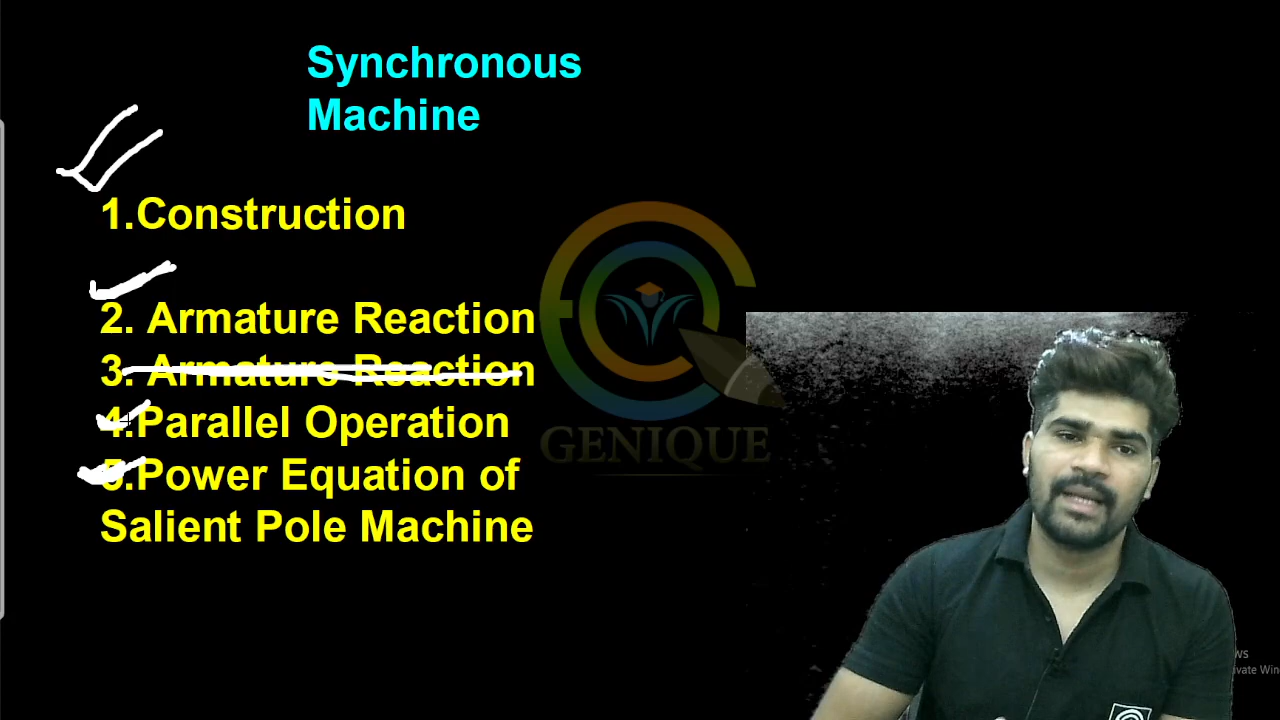 Synchronous
Machine
1.Construction
2. Armature Reaction
3. Armature Reaction
4.Parallel Operation
5.Power Equation of
Salient Pole Machine
GENIQUE